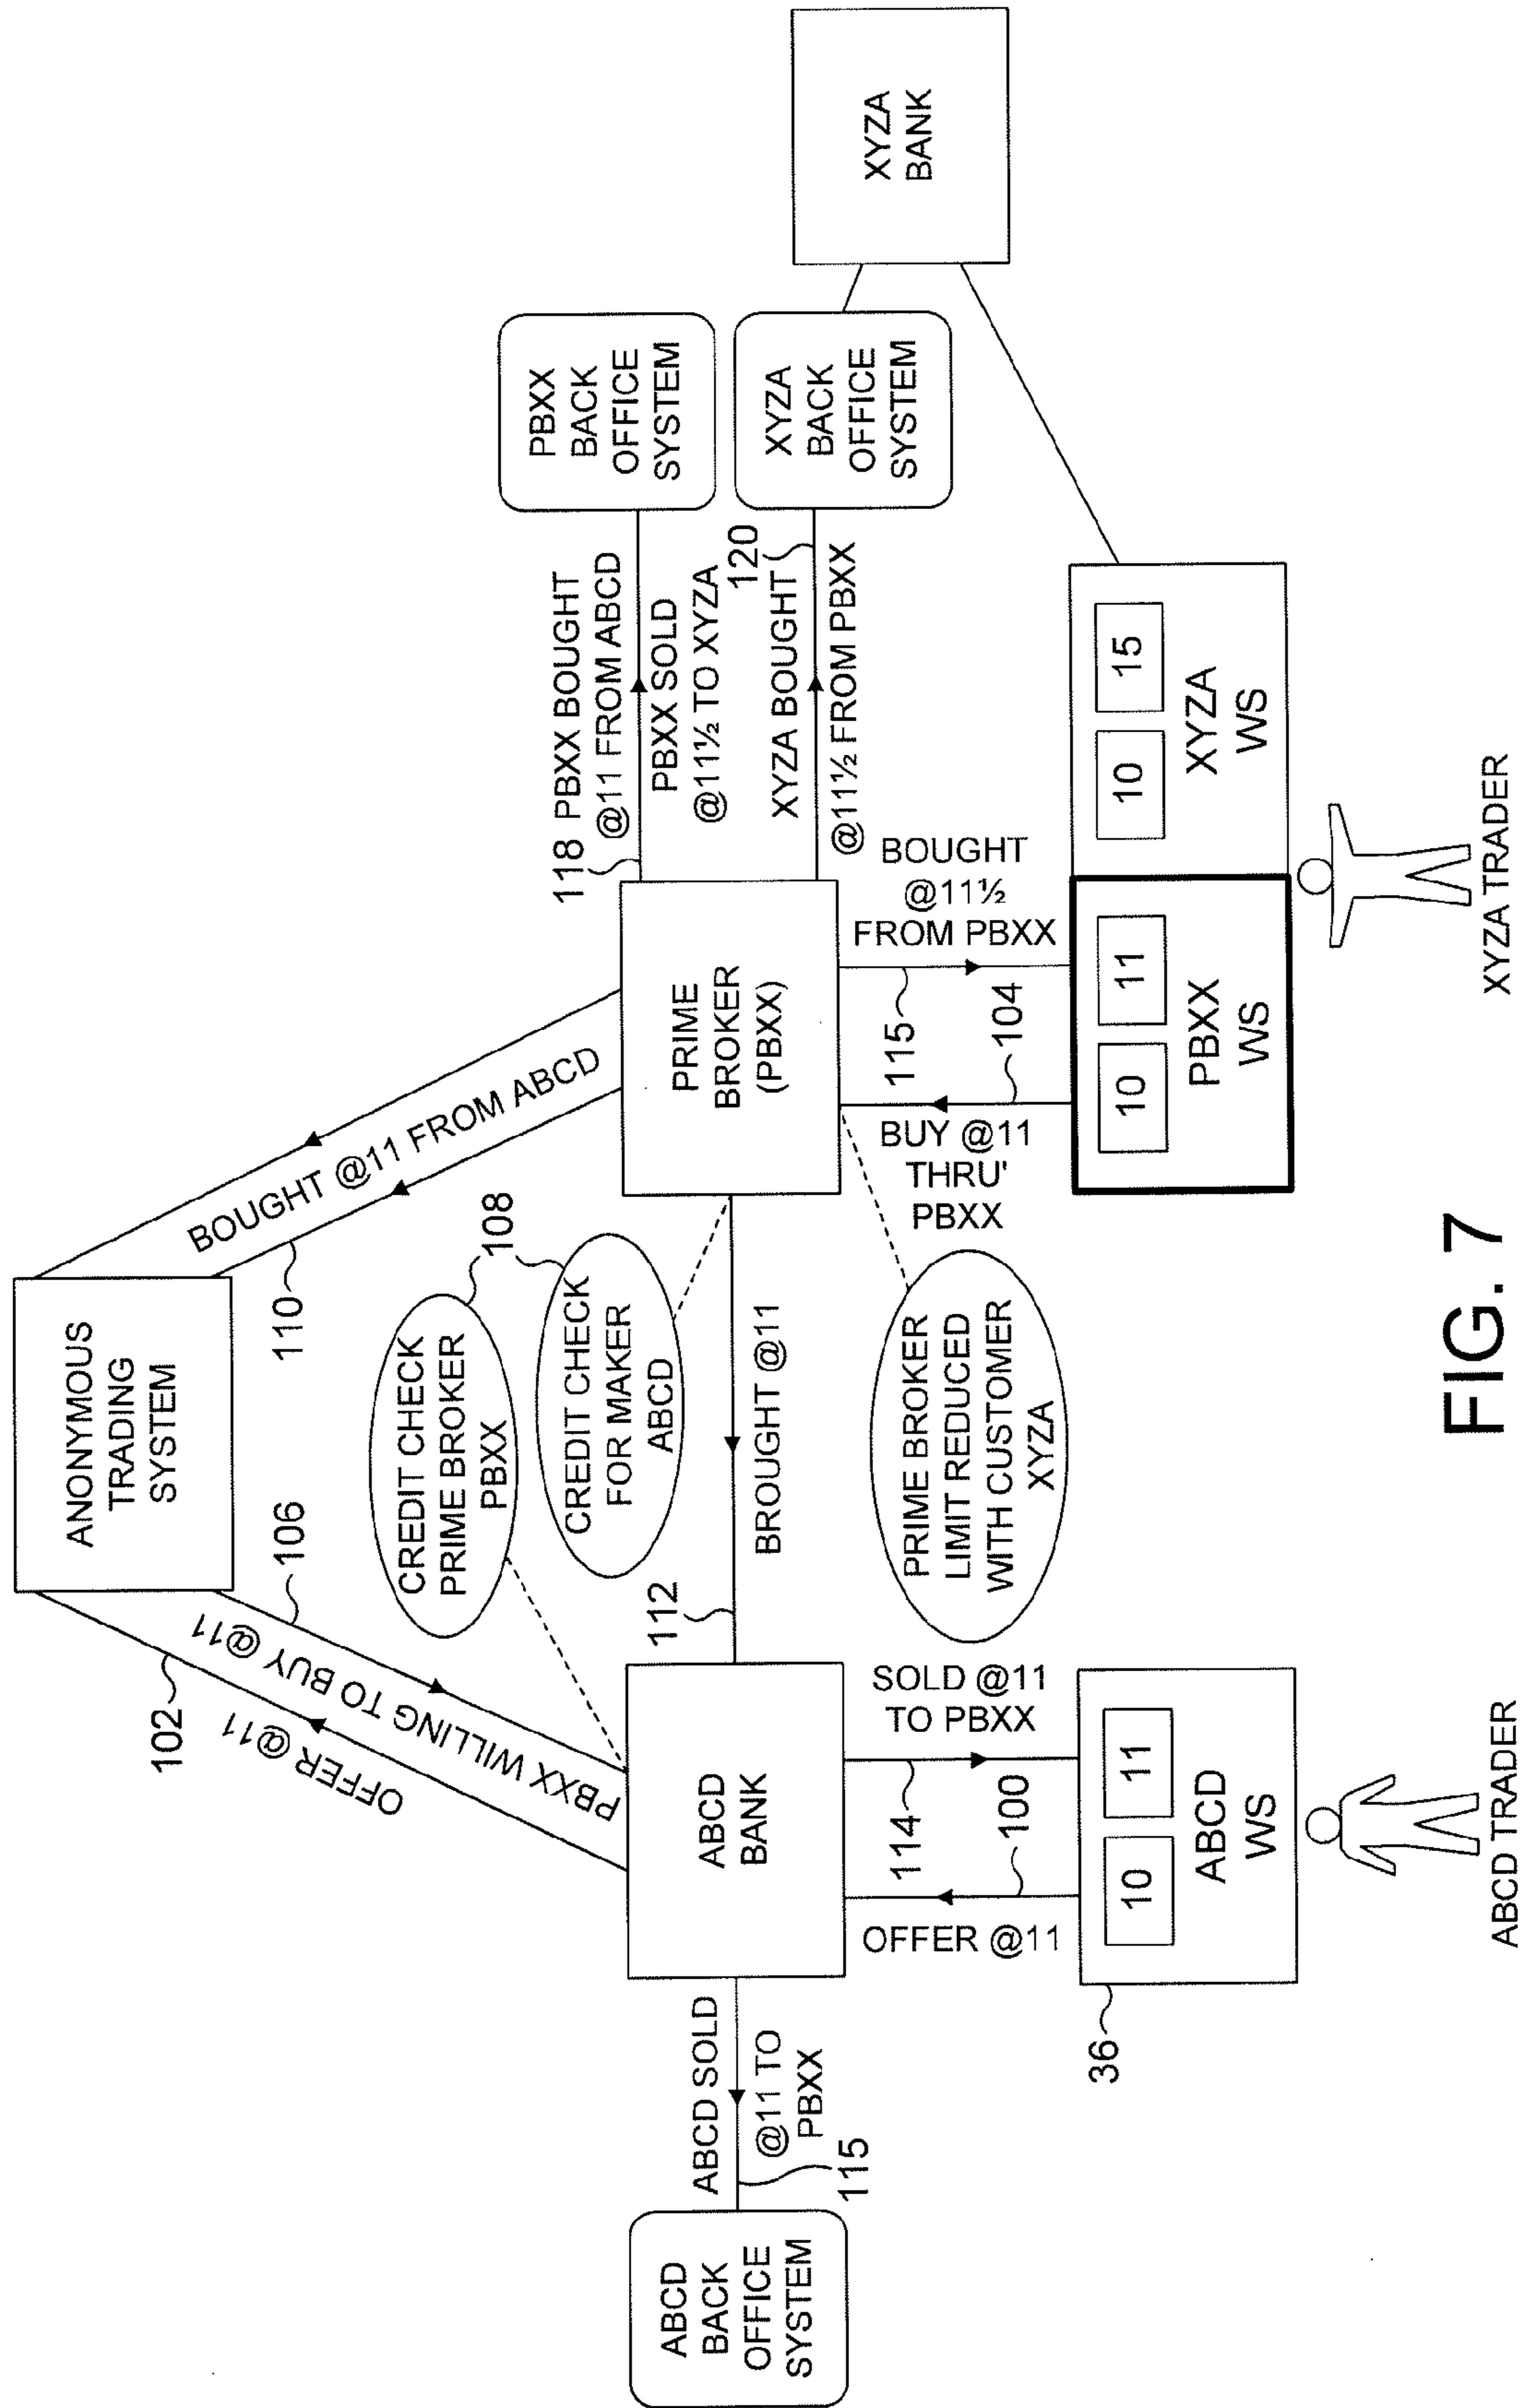 ANONYMOUS
TRADING
SYSTEM
102
OFFER @11
PBXX WILLING TO BUY @11
106
110
BOUGHT @11 FROM ABCD
CREDIT CHECK
PRIME BROKER
PBXX
108
CREDIT CHECK
FOR MAKER
ABCD
118 PBXX BOUGHT
@11 FROM ABCD
PBXX SOLD
@11½ TO XYZA
PBXX
BACK
OFFICE
SYSTEM
ABCD
BACK
OFFICE
SYSTEM
ABCD SOLD
@11 TO
PBXX
115
ABCD
BANK
112
BROUGHT @11
PRIME
BROKER
(PBXX)
120
XYZA BOUGHT
@11½ FROM PBXX
XYZA
BACK
OFFICE
SYSTEM
XYZA
BANK
PRIME BROKER
LIMIT REDUCED
WITH CUSTOMER
XYZA
OFFER @11
100
114
SOLD @11
TO PBXX
BUY @11
THRU'
PBXX
104
115
BOUGHT
@11½
FROM PBXX
36
10
11
ABCD
WS
10
11
PBXX
WS
10
15
XYZA
WS
ABCD TRADER
XYZA TRADER
FIG. 7